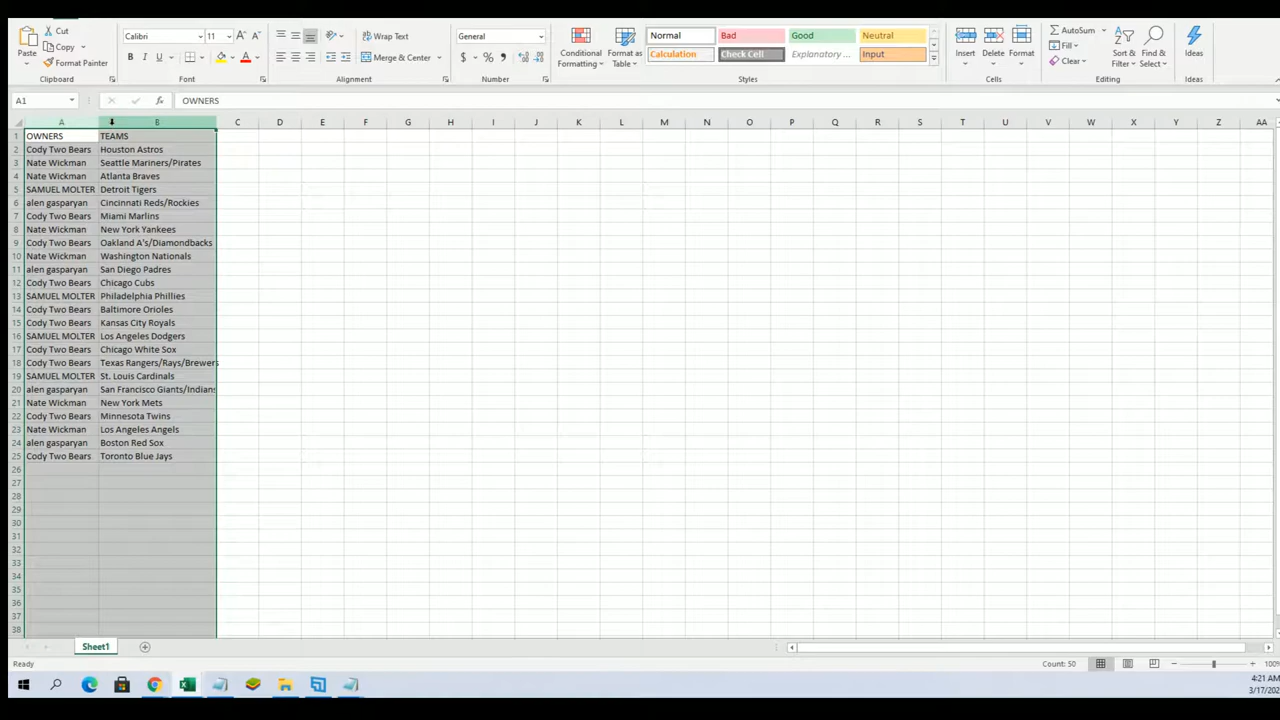 Cut
Copy
Format Painter
Paste
Clipboard
Calibri 11
B I U
Font
Wrap Text
Merge & Center
Alignment
General
$ % ,
Number
Conditional Formatting
Format as Table
Normal Bad Good Neutral
Calculation Check Cell Explanatory ... Input
Styles
Insert Delete Format
Cells
AutoSum
Fill
Clear
Sort & Filter
Find & Select
Editing
Ideas
Ideas
A1 fx OWNERS
A B C D E F G H I J K L M N O P Q R S T U V W X Y Z AA
1 OWNERS TEAMS
2 Cody Two Bears Houston Astros
3 Nate Wickman Seattle Mariners/Pirates
4 Nate Wickman Atlanta Braves
5 SAMUEL MOLTER Detroit Tigers
6 alen gasparyan Cincinnati Reds/Rockies
7 Cody Two Bears Miami Marlins
8 Nate Wickman New York Yankees
9 Cody Two Bears Oakland A's/Diamondbacks
10 Nate Wickman Washington Nationals
11 alen gasparyan San Diego Padres
12 Cody Two Bears Chicago Cubs
13 SAMUEL MOLTER Philadelphia Phillies
14 Cody Two Bears Baltimore Orioles
15 Cody Two Bears Kansas City Royals
16 SAMUEL MOLTER Los Angeles Dodgers
17 Cody Two Bears Chicago White Sox
18 Cody Two Bears Texas Rangers/Rays/Brewers
19 SAMUEL MOLTER St. Louis Cardinals
20 alen gasparyan San Francisco Giants/Indians
21 Nate Wickman New York Mets
22 Cody Two Bears Minnesota Twins
23 Nate Wickman Los Angeles Angels
24 alen gasparyan Boston Red Sox
25 Cody Two Bears Toronto Blue Jays
26
27
28
29
30
31
32
33
34
35
36
37
38
Sheet1
Ready Count: 50 100%
4:21 AM
3/17/202